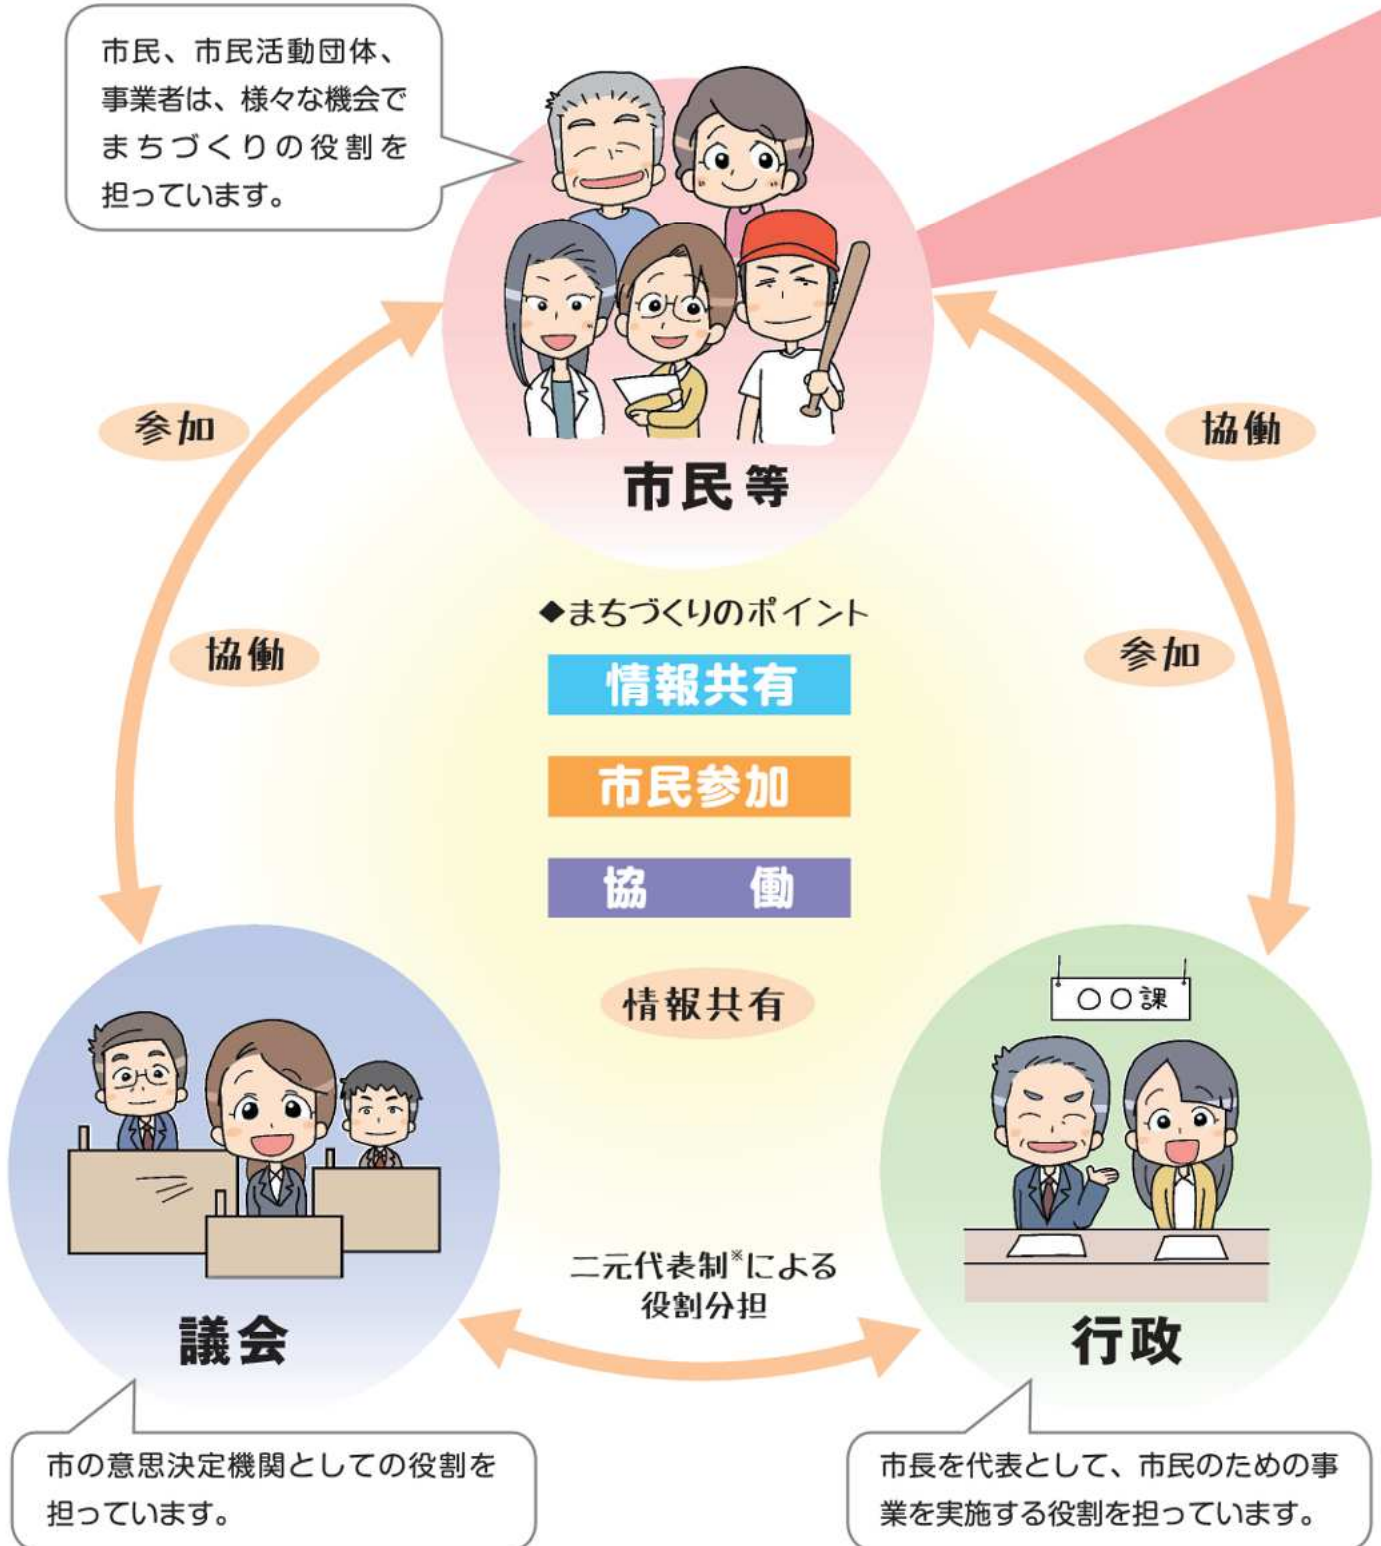 市民、市民活動団体、
事業者は、様々な機会で
まちづくりの役割を
担っています。
市民等
参加
協働
協働
参加
◆まちづくりのポイント
情報共有
市民参加
協働
情報共有
○○課
二元代表制※による
役割分担
議会
行政
市の意思決定機関としての役割を
担っています。
市長を代表として、市民のための事
業を実施する役割を担っています。